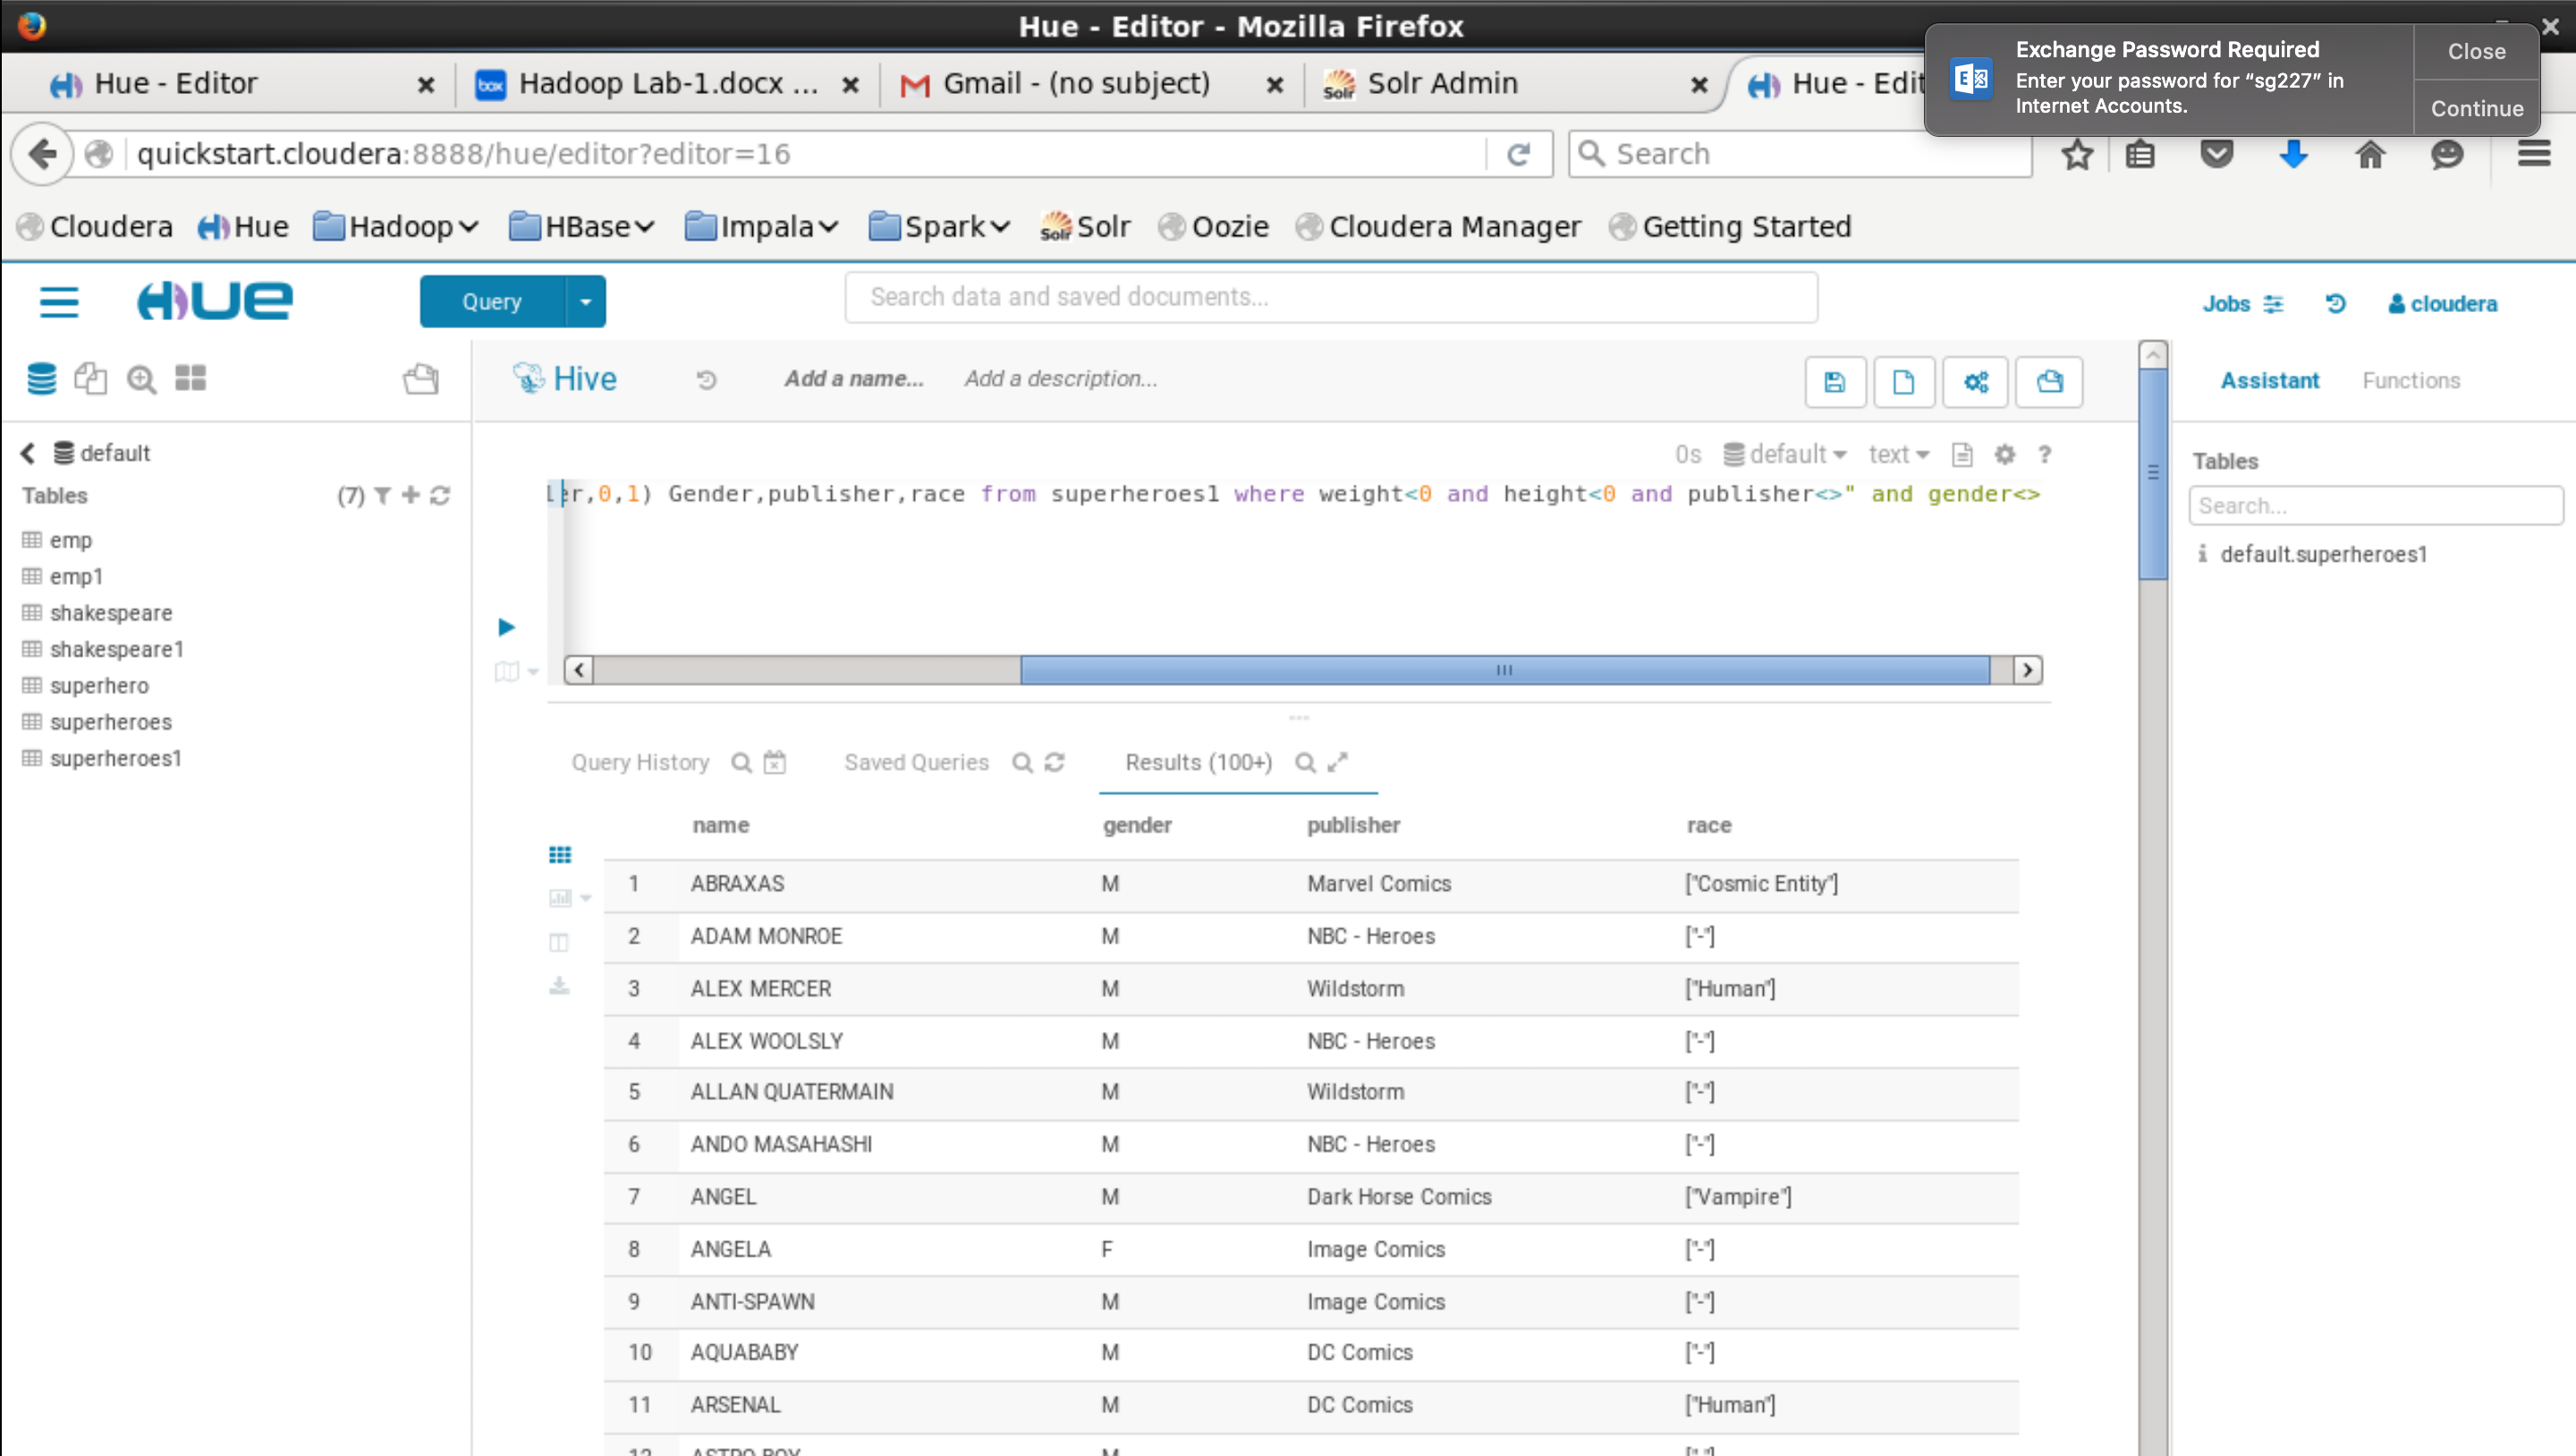 Hue - Editor - Mozilla Firefox
Exchange Password Required
Enter your password for “sg227” in
Internet Accounts.
Close
Continue
Hue - Editor
box
Hadoop Lab-1.docx ...
Gmail - (no subject)
Solr
Solr Admin
Hue - Edit
quickstart.cloudera:8888/hue/editor?editor=16
Search
Cloudera
Hue
Hadoop
HBase
Impala
Spark
Solr
Solr
Oozie
Cloudera Manager
Getting Started
HUE
Query
Search data and saved documents...
Jobs
cloudera
Hive
Add a name...
Add a description...
Assistant
Functions
default
Tables
(7)
emp
emp1
shakespeare
shakespeare1
superhero
superheroes
superheroes1
0s
default
text
?
er,0,1) Gender,publisher,race from superheroes1 where weight<0 and height<0 and publisher<>" and gender<>
Tables
Search...
default.superheroes1
Query History
Saved Queries
Results (100+)
name gender publisher race
1 ABRAXAS M Marvel Comics ["Cosmic Entity"]
2 ADAM MONROE M NBC - Heroes ["-"]
3 ALEX MERCER M Wildstorm ["Human"]
4 ALEX WOOLSLY M NBC - Heroes ["-"]
5 ALLAN QUATERMAIN M Wildstorm ["-"]
6 ANDO MASAHASHI M NBC - Heroes ["-"]
7 ANGEL M Dark Horse Comics ["Vampire"]
8 ANGELA F Image Comics ["-"]
9 ANTI-SPAWN M Image Comics ["-"]
10 AQUABABY M DC Comics ["-"]
11 ARSENAL M DC Comics ["Human"]